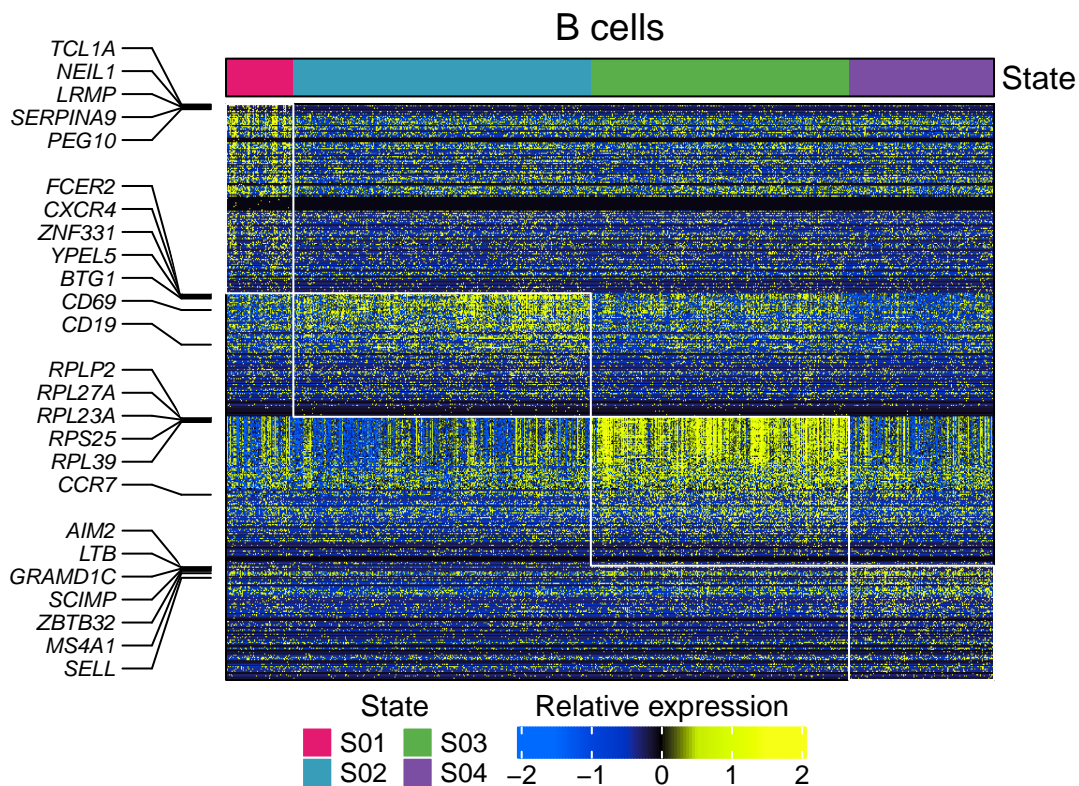 B cells
State
TCL1A
NEIL1
LRMP
SERPINA9
PEG10
FCER2
CXCR4
ZNF331
YPEL5
BTG1
CD69
CD19
RPLP2
RPL27A
RPL23A
RPS25
RPL39
CCR7
AIM2
LTB
GRAMD1C
SCIMP
ZBTB32
MS4A1
SELL
State
S01 S03
S02 S04
Relative expression
−2 −1 0 1 2